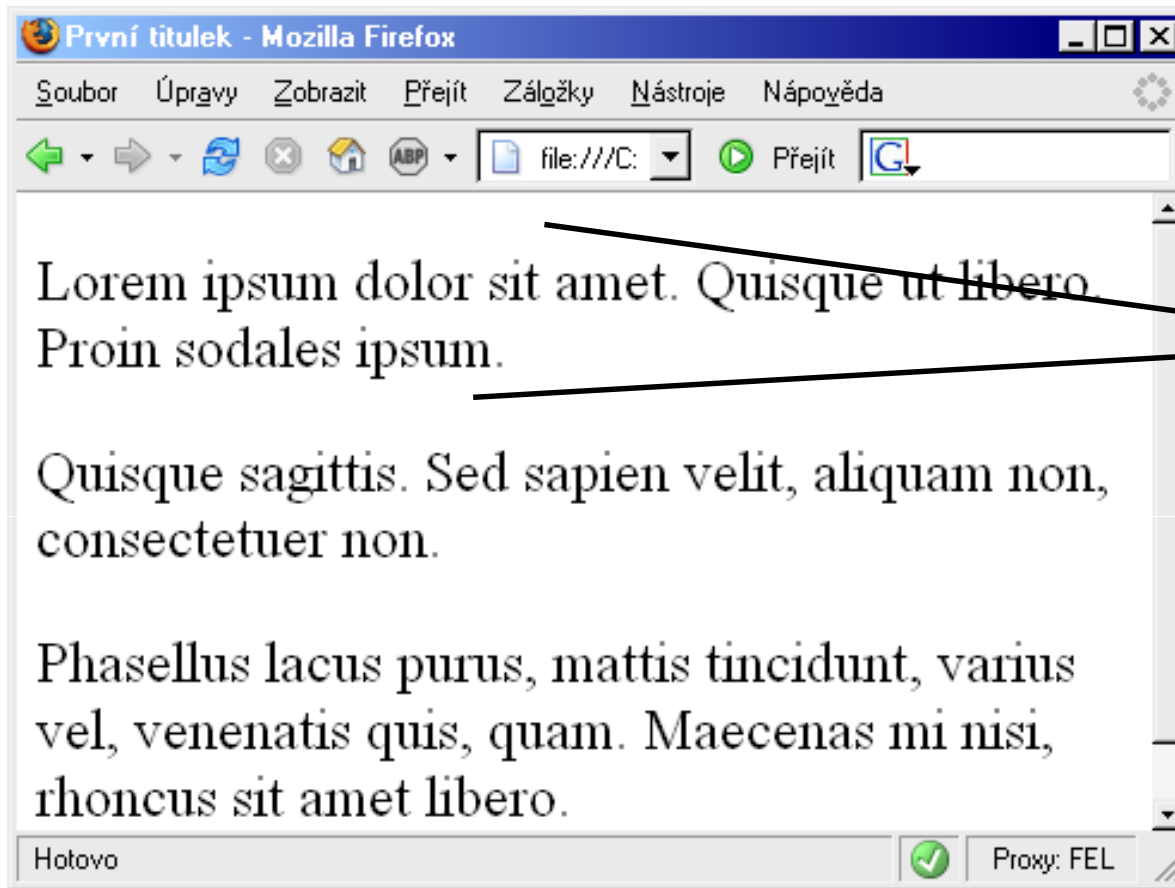 První titulek - Mozilla Firefox
Soubor Úpravy Zobrazit Přejít Záložky Nástroje Nápověda
ABP file:///C: Přejít G
Lorem ipsum dolor sit amet. Quisque ut libero.
Proin sodales ipsum.
Quisque sagittis. Sed sapien velit, aliquam non,
consectetuer non.
Phasellus lacus purus, mattis tincidunt, varius
vel, venenatis quis, quam. Maecenas mi nisi,
rhoncus sit amet libero.
Hotovo Proxy: FEL